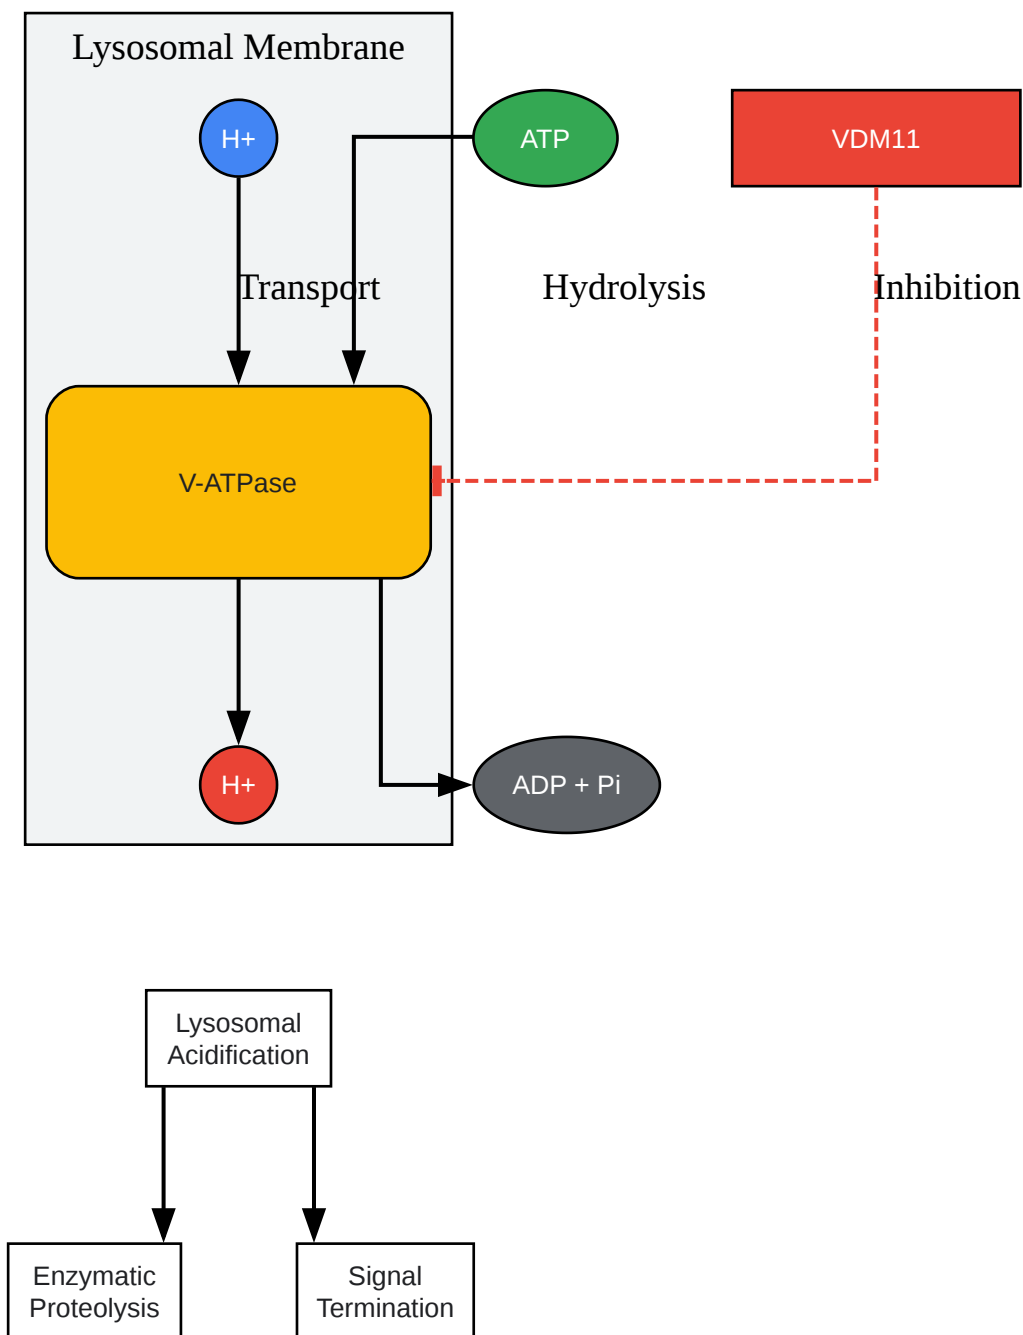 Lysosomal Membrane
H+
ATP
VDM11
Transport
Hydrolysis
Inhibition
V-ATPase
H+
ADP + Pi
Lysosomal
Acidification
Enzymatic
Proteolysis
Signal
Termination